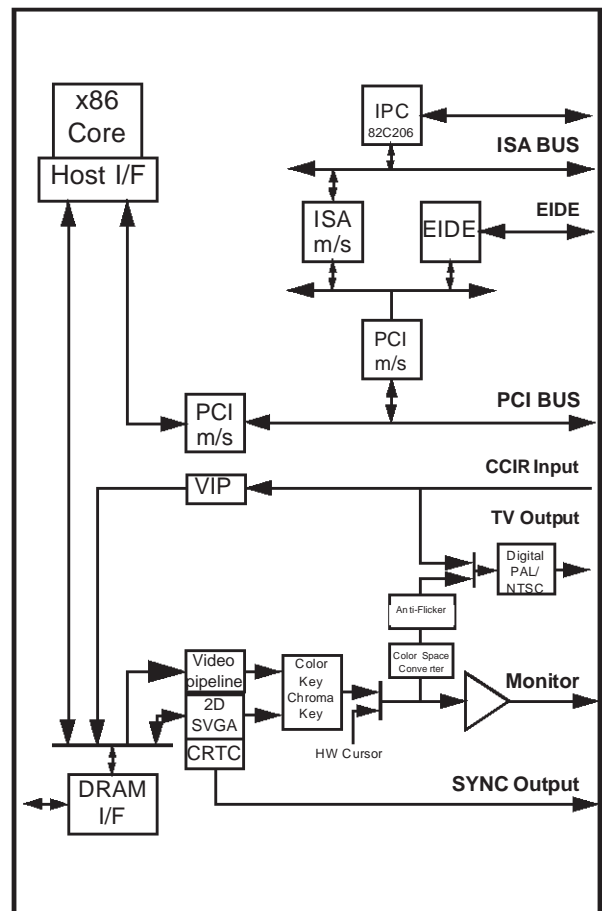 x86
Core
Host I/F
IPC
82C206
ISA BUS
ISA
m/s
EIDE
EIDE
PCI
m/s
PCI BUS
PCI
m/s
CCIR Input
VIP
TV Output
Digital
PAL/
NTSC
Anti-Flicker
Color Space
Converter
Video
pipeline
Color
Key
Chroma
Key
Monitor
2D
SVGA
HW Cursor
CRTC
SYNC Output
DRAM
I/F